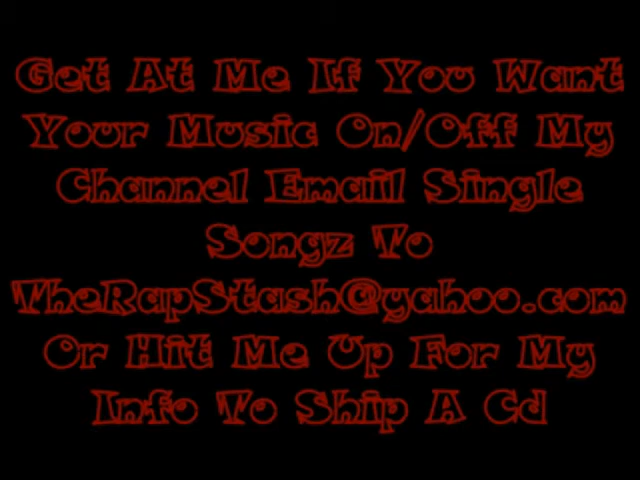 Get At Me If You Want
Your Music On/Off My
Channel Email Single
Songz To
TheRapStash@yahoo.com
Or Hit Me Up For My
Info To Ship A Cd